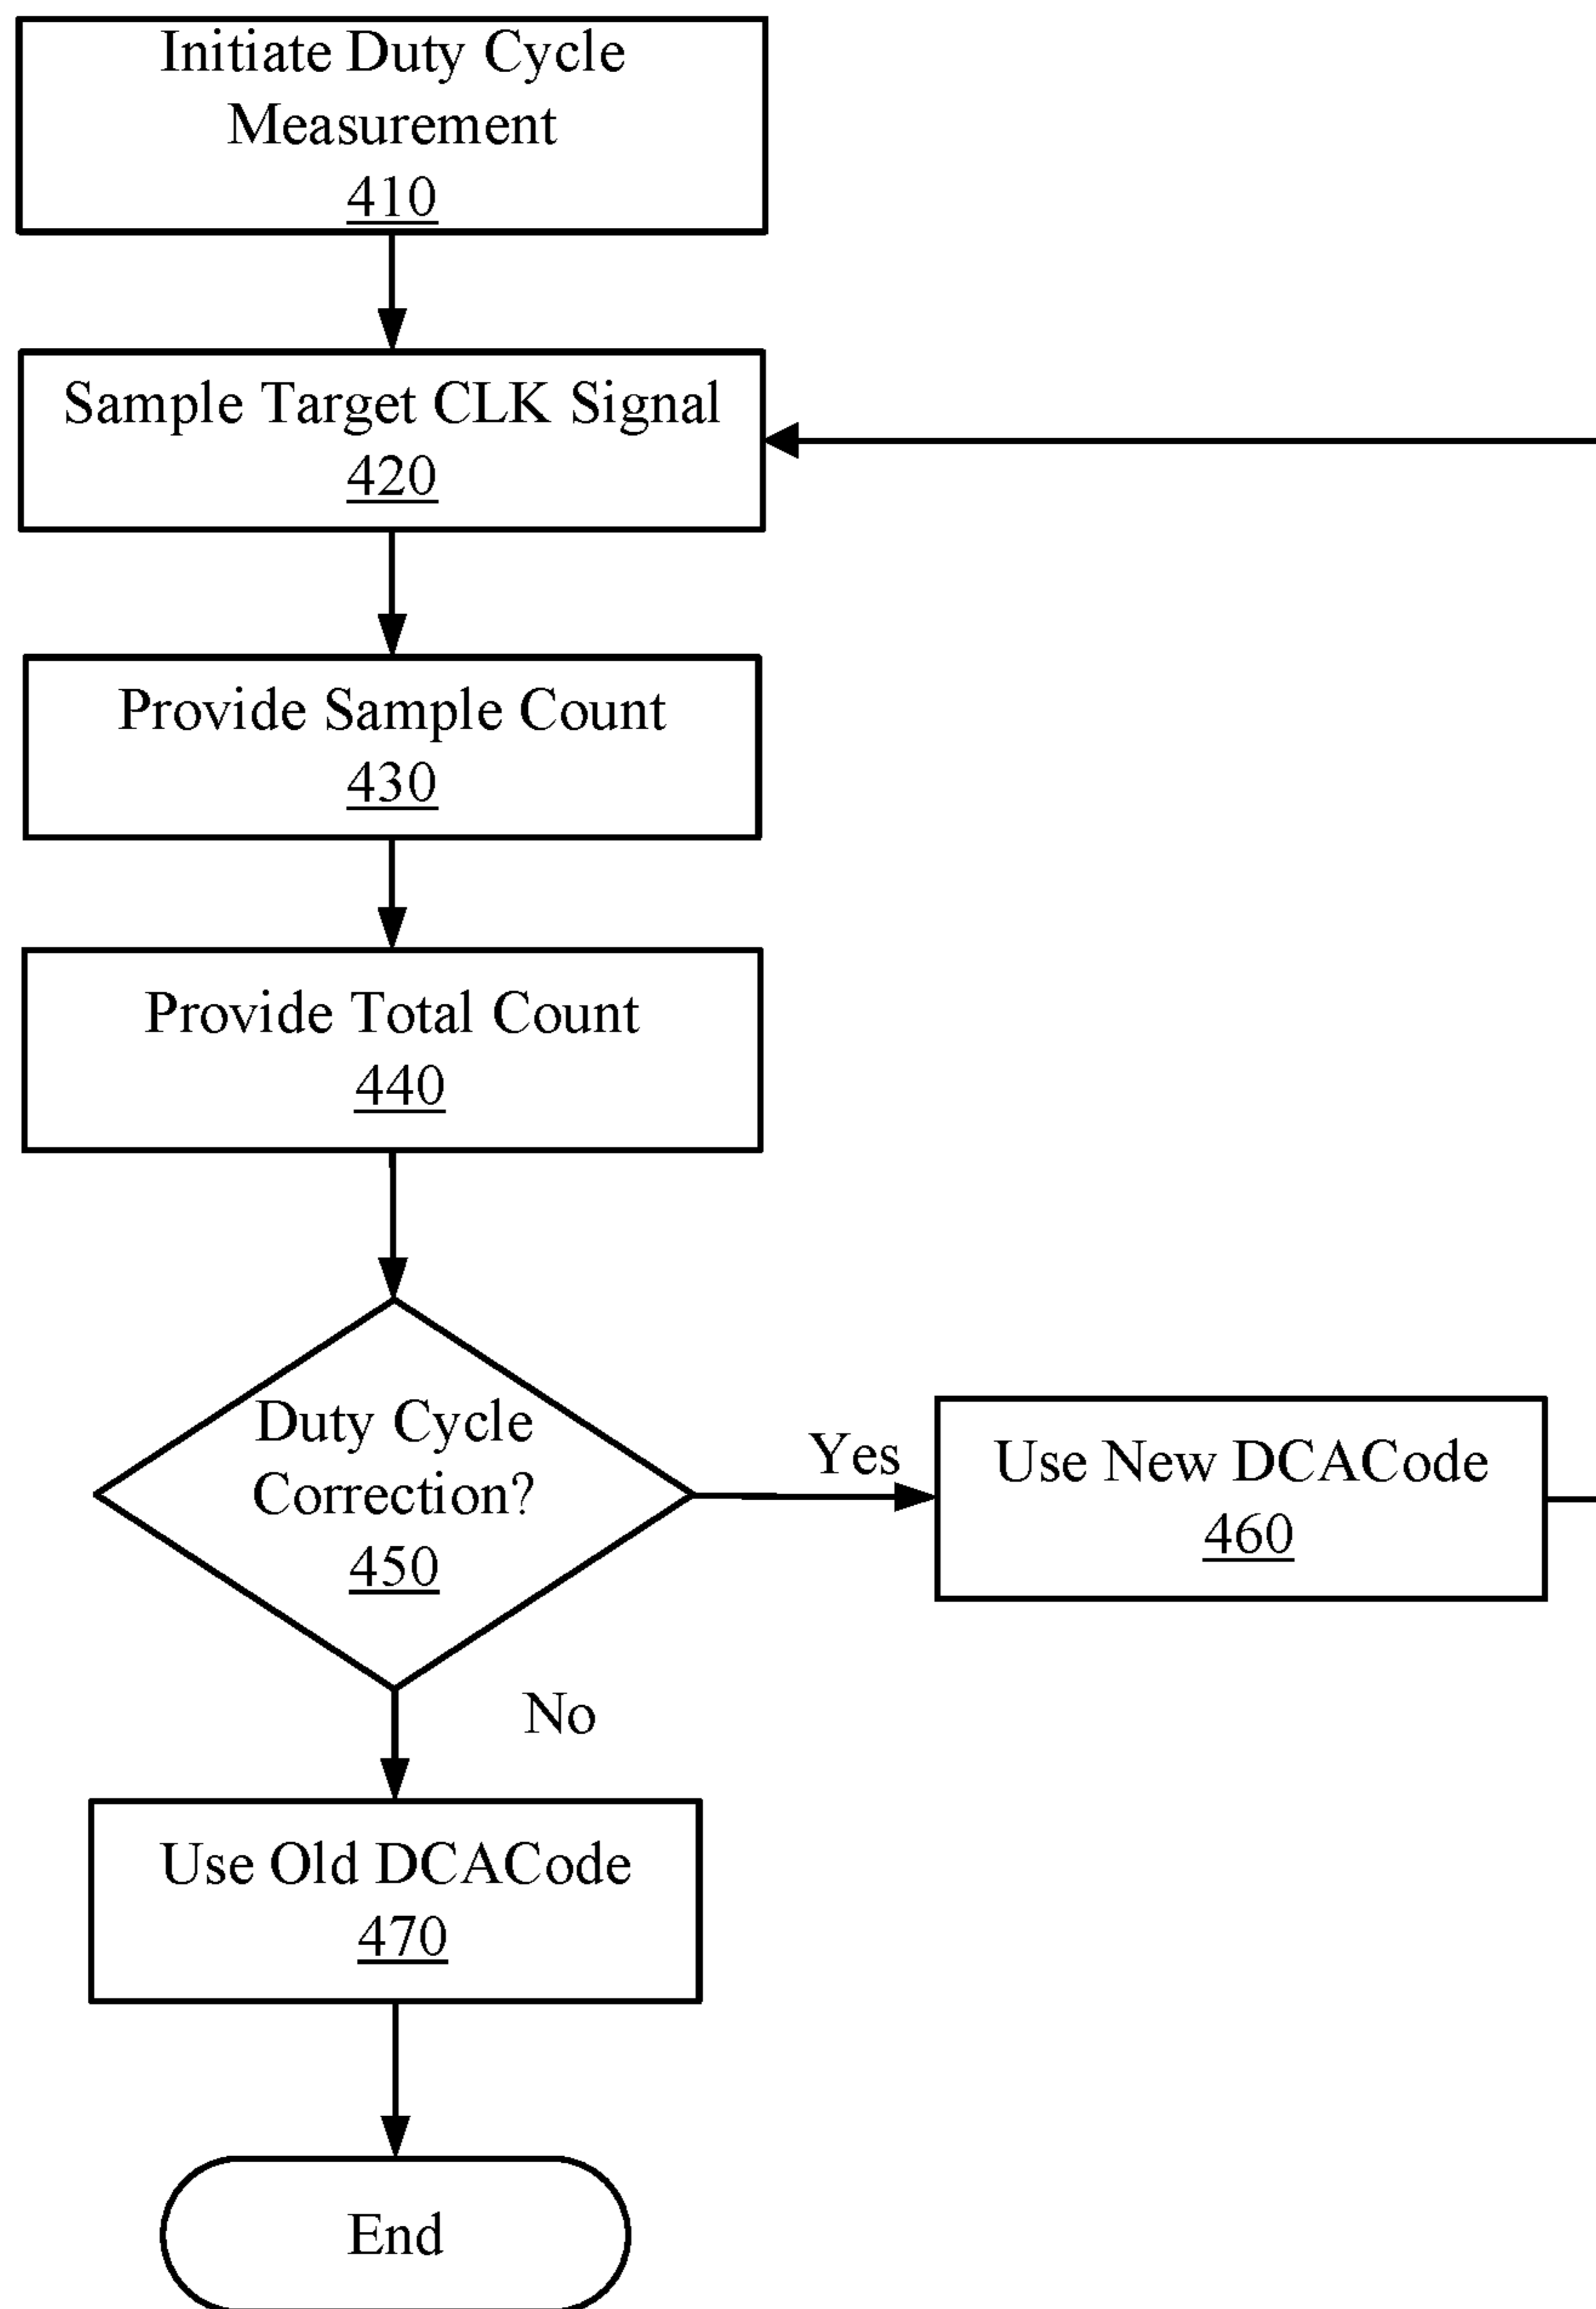 Initiate Duty Cycle
Measurement
410
Sample Target CLK Signal
420
Provide Sample Count
430
Provide Total Count
440
Duty Cycle
Correction?
450
Yes
Use New DCACode
460
No
Use Old DCACode
470
End